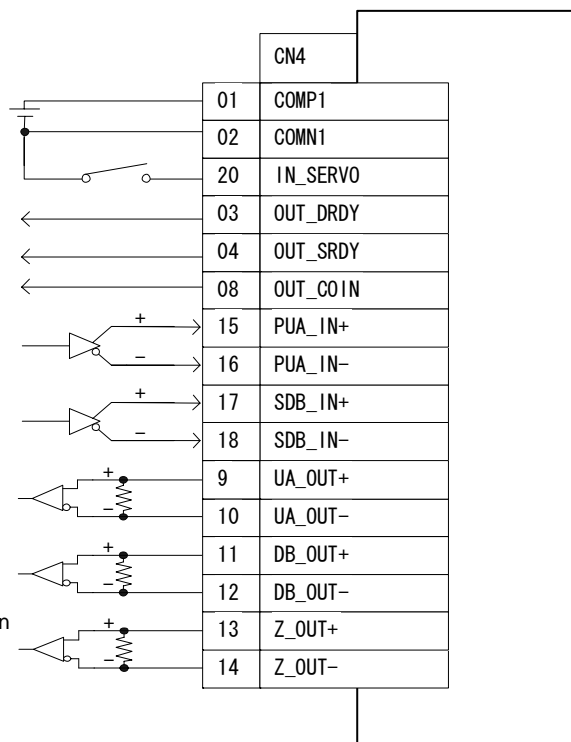 CN4
01 COMP1
02 COMN1
20 IN_SERVO
03 OUT_DRDY
04 OUT_SRDY
08 OUT_COIN
+ 15 PUA_IN+
− 16 PUA_IN−
+ 17 SDB_IN+
− 18 SDB_IN−
+ 9 UA_OUT+
− 10 UA_OUT−
+ 11 DB_OUT+
− 12 DB_OUT−
n + 13 Z_OUT+
− 14 Z_OUT−